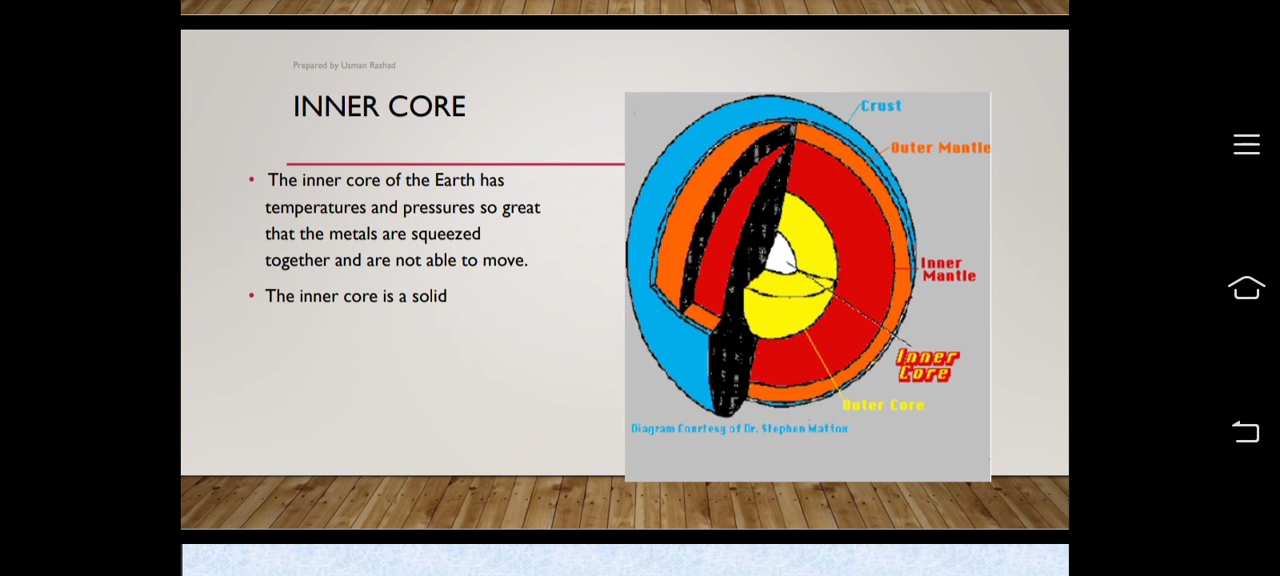 Prepared by Usman Rashad
INNER CORE
• The inner core of the Earth has
temperatures and pressures so great
that the metals are squeezed
together and are not able to move.
• The inner core is a solid
Crust
Outer Mantle
Inner
Mantle
Inner
Core
Outer Core
Diagram Courtesy of Dr. Stephen Mattox